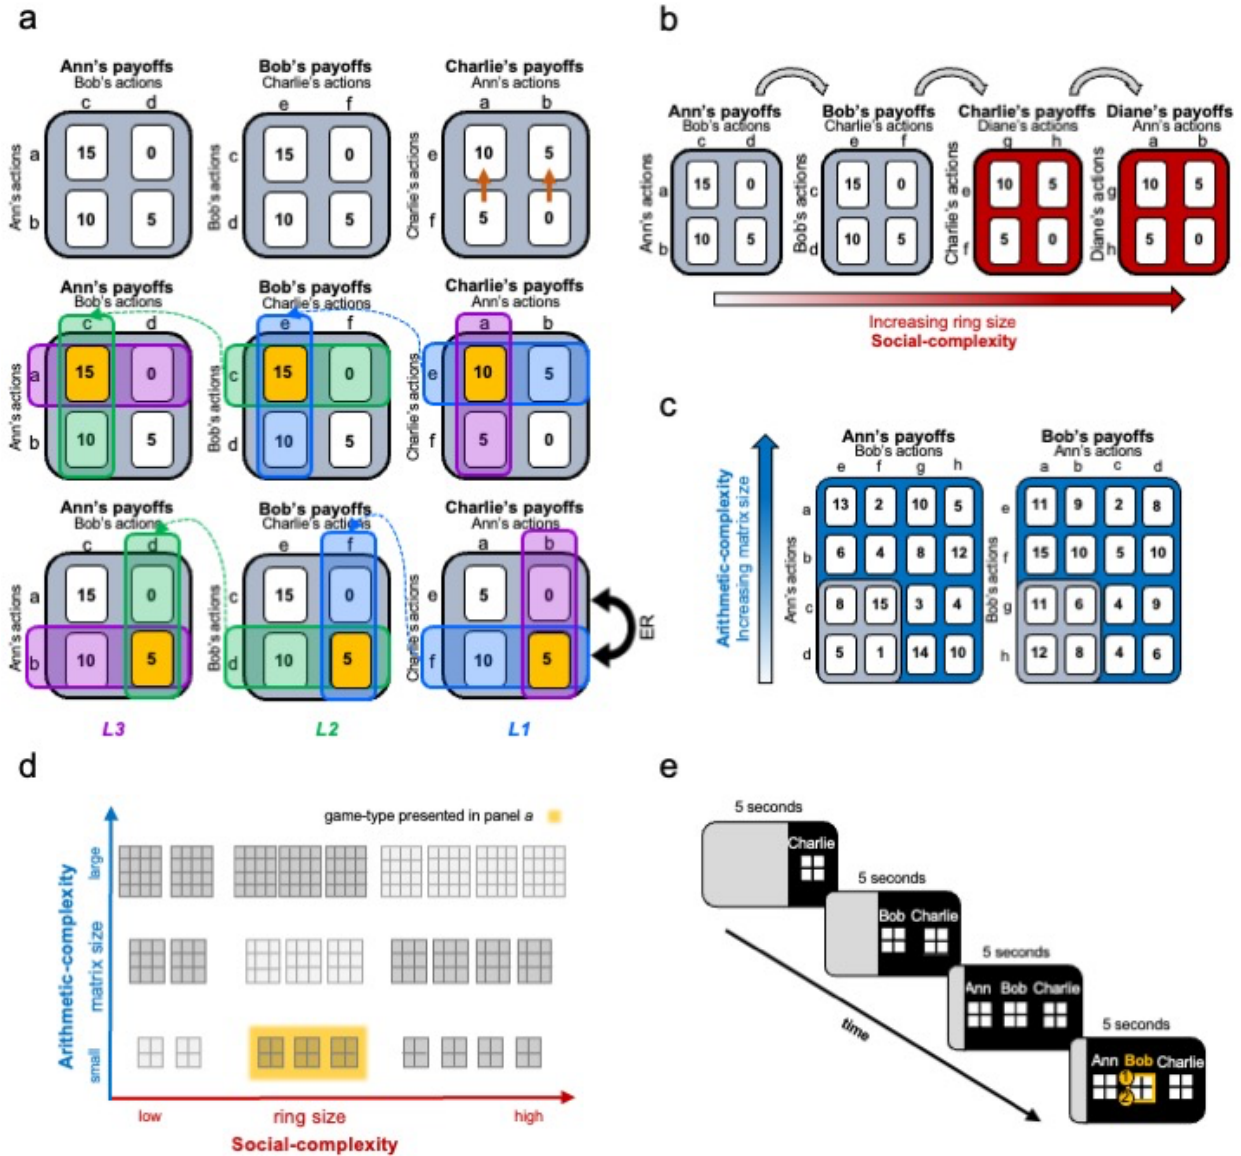 a
Ann's payoffs Bob's payoffs Charlie's payoffs
Bob's actions Charlie's actions Ann's actions
c d e f a b
Ann's actions a 15 0 Bob's actions c 15 0 Charlie's actions e 10 5
b 10 5 d 10 5 f 5 0
Ann's payoffs Bob's payoffs Charlie's payoffs
Bob's actions Charlie's actions Ann's actions
c d e f a b
Ann's actions a 15 0 Bob's actions c 15 0 Charlie's actions e 10 5
b 10 5 d 10 5 f 5 0
Ann's payoffs Bob's payoffs Charlie's payoffs
Bob's actions Charlie's actions Ann's actions
c d e f a b
Ann's actions a 15 0 Bob's actions c 15 0 Charlie's actions e 5 0 ER
b 10 5 d 10 5 f 10 5
L3 L2 L1
b
Ann's payoffs Bob's payoffs Charlie's payoffs Diane's payoffs
Bob's actions Charlie's actions Diane's actions Ann's actions
c d e f g h a b
Ann's actions a 15 0 Bob's actions c 15 0 Charlie's actions e 10 5 Diane's actions g 10 5
b 10 5 d 10 5 f 5 0 h 5 0
Increasing ring size
Social-complexity
c
Arithmetic-complexity
Increasing matrix size
Ann's payoffs Bob's payoffs
Bob's actions Ann's actions
e f g h a b c d
Ann's actions Bob's actions
a 13 2 10 5 e 11 9 2 8
b 6 4 8 12 f 15 10 5 10
c 8 15 3 4 g 11 6 4 9
d 5 1 14 10 h 12 8 4 6
d
game-type presented in panel a
Arithmetic-complexity
matrix size
large
small
low ring size high
Social-complexity
e
5 seconds
Charlie
5 seconds
Bob Charlie
5 seconds
Ann Bob Charlie
5 seconds
Ann Bob Charlie
1
2
time